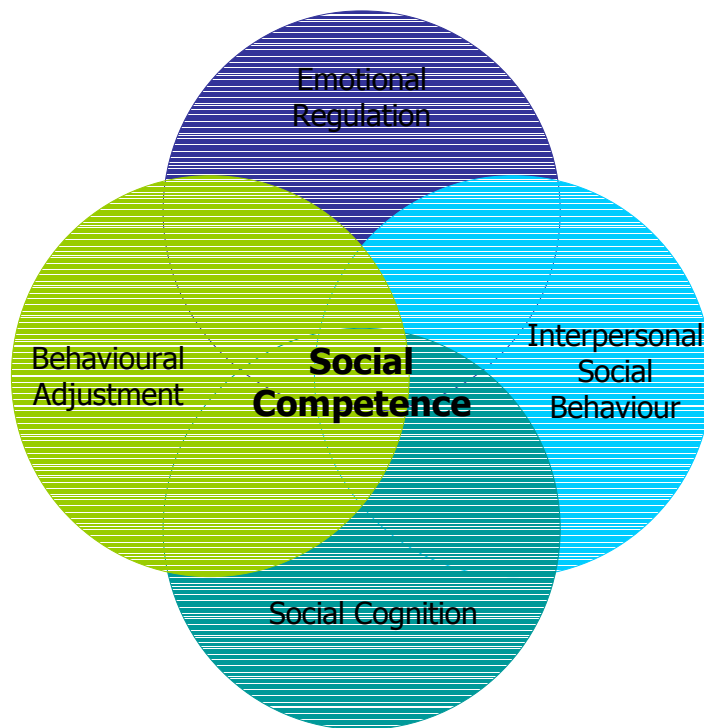 Emotional
Regulation
Behavioural
Adjustment
Social
Competence
Interpersonal
Social
Behaviour
Social Cognition